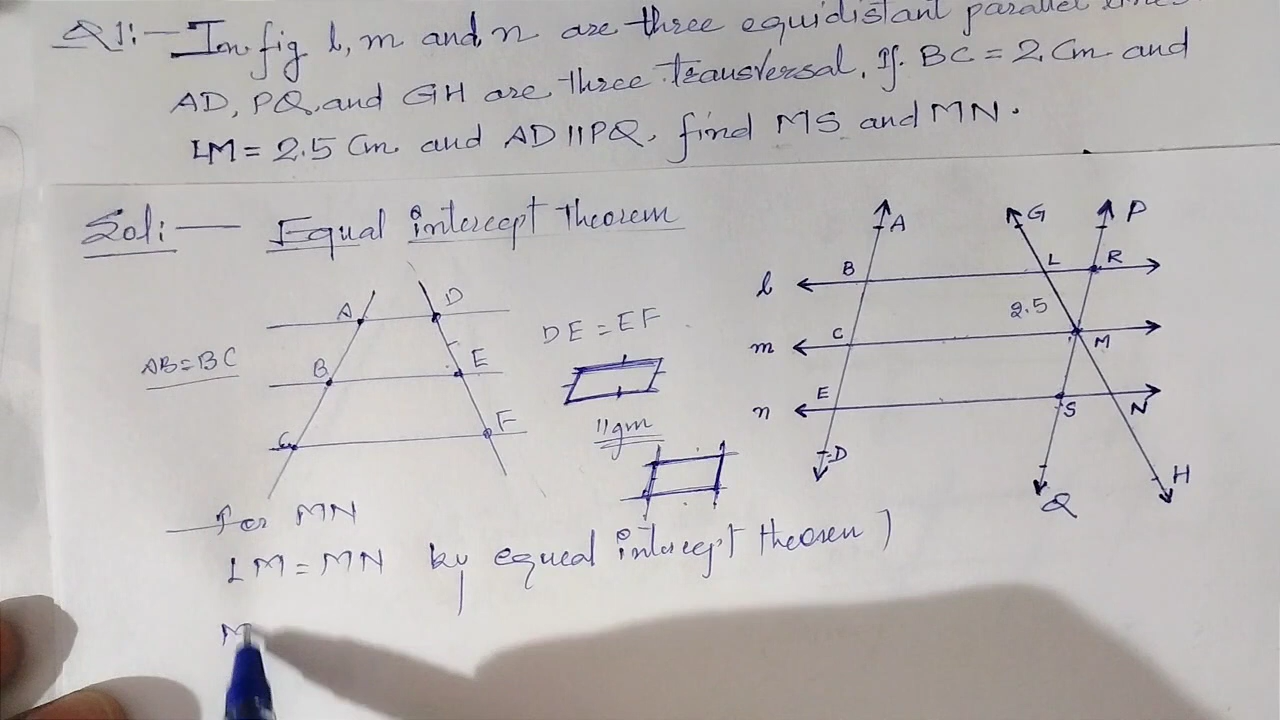 Q1:- In fig l, m and n are three equidistant parallel lines
AD, PQ and GH are three transversal. If BC = 2 Cm and
LM = 2.5 Cm and AD || PQ, find MS and MN.
Sol:- Equal intercept theorem
A D
B E
C F
AB = BC
DE = EF
||gm
A G P
l B L R
2.5
m C M
n E S N
D Q H
for MN
LM = MN by equal intercept theorem )
M